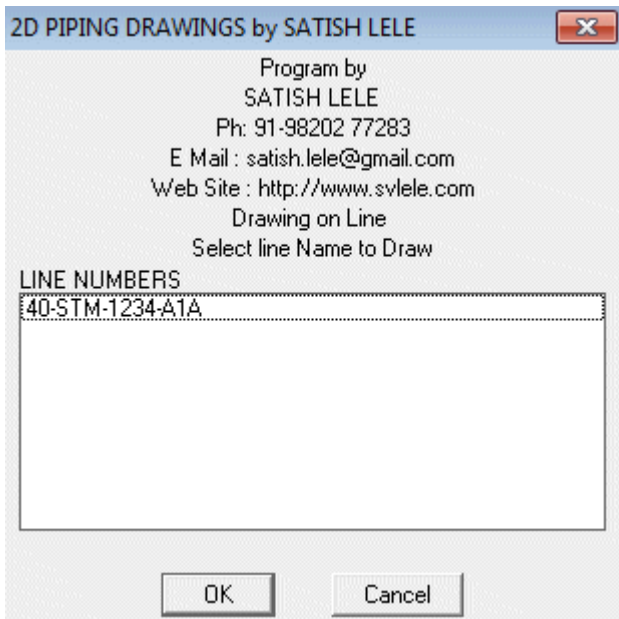 2D PIPING DRAWINGS by SATISH LELE
Program by
SATISH LELE
Ph: 91-98202 77283
E Mail : satish.lele@gmail.com
Web Site : http://www.svlele.com
Drawing on Line
Select line Name to Draw
LINE NUMBERS
40-STM-1234-A1A
OK Cancel